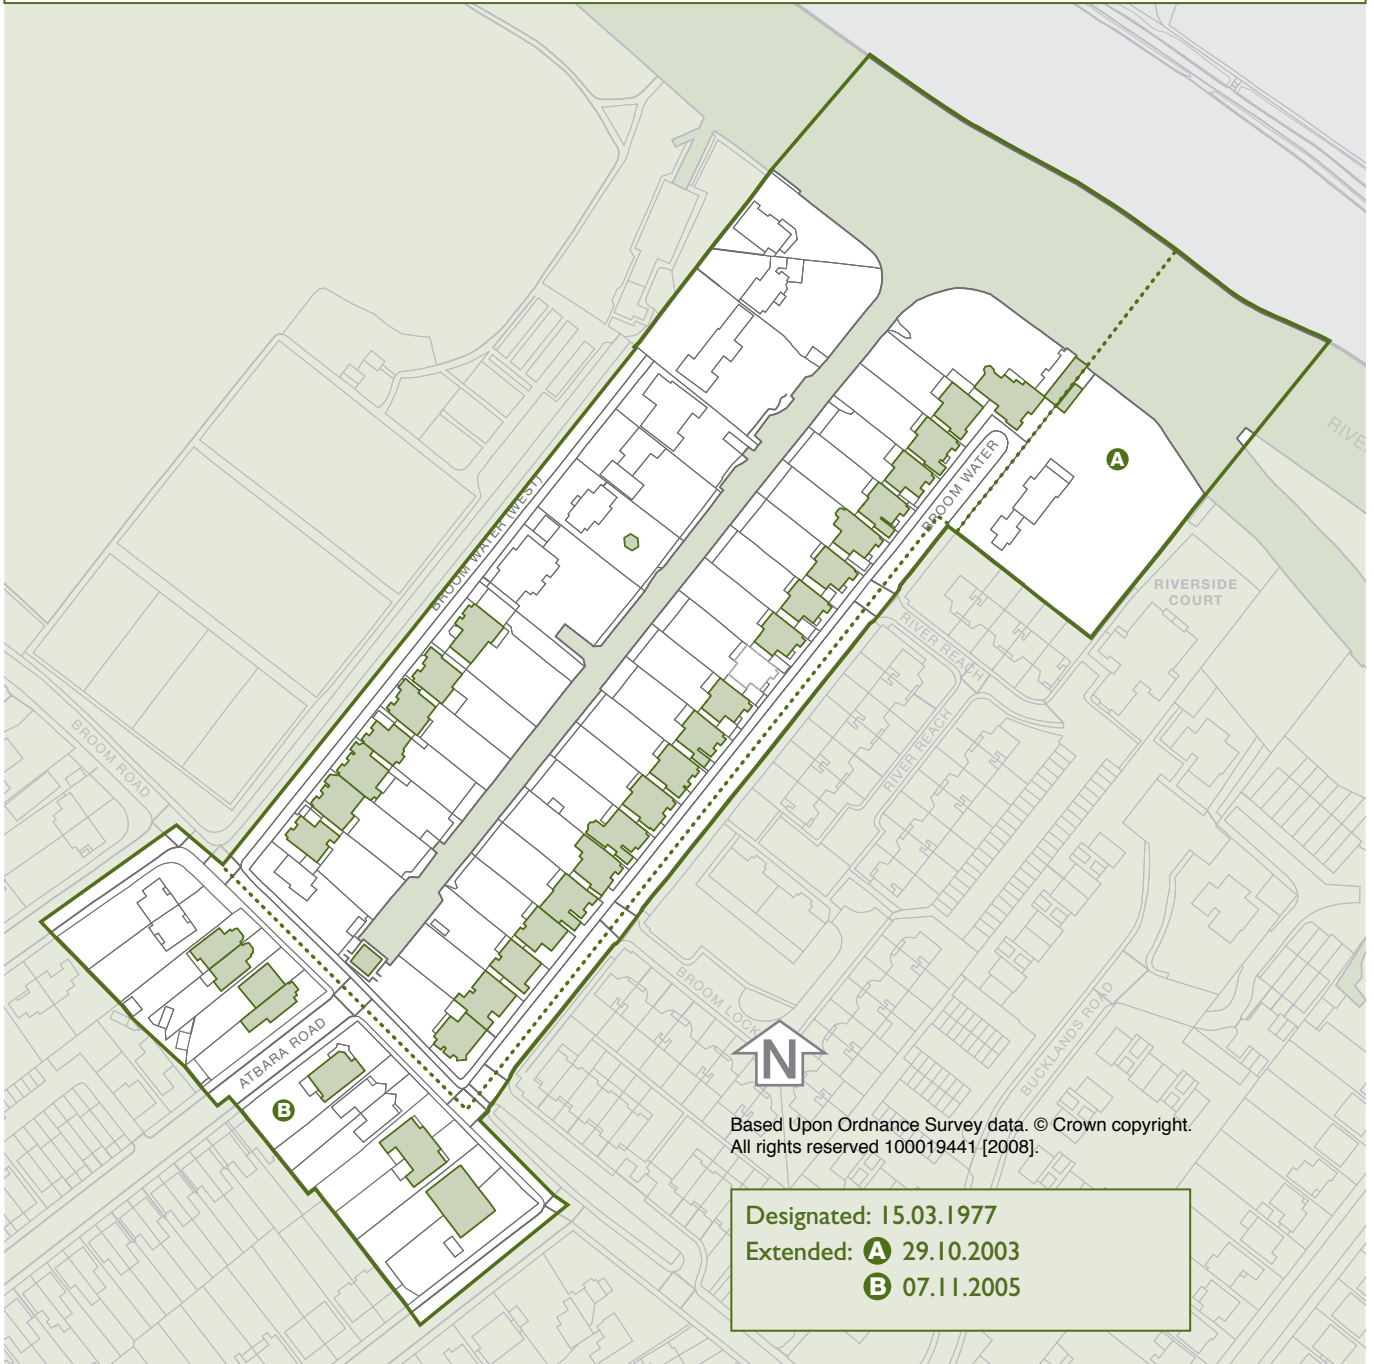 RIVE
A
BROOM WATER
BROOM WATER (WEST)
RIVERSIDE
COURT
RIVER REACH
RIVER REACH
BROOM ROAD
BROOM LOCK
BUCKLANDS ROAD
ATBARA ROAD
B
N
Based Upon Ordnance Survey data. © Crown copyright.
All rights reserved 100019441 [2008].
Designated: 15.03.1977
Extended: A 29.10.2003
B 07.11.2005